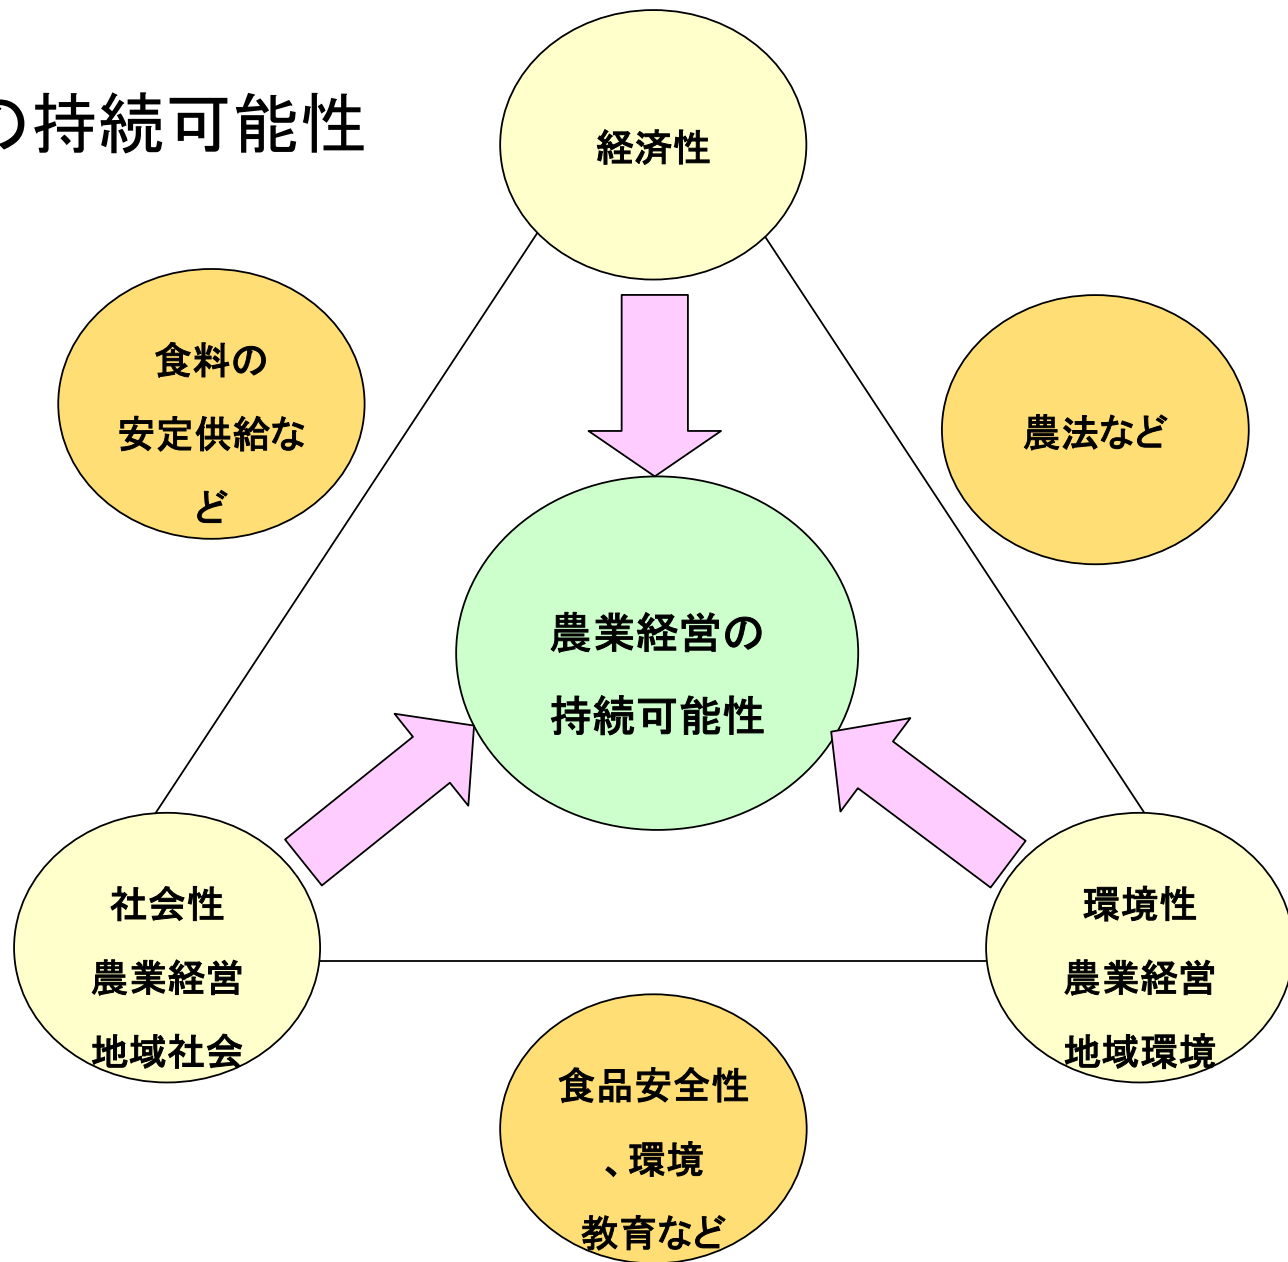 の持続可能性
経済性
食料の
安定供給な
ど
農法など
農業経営の
持続可能性
社会性
農業経営
地域社会
環境性
農業経営
地域環境
食品安全性
、環境
教育など